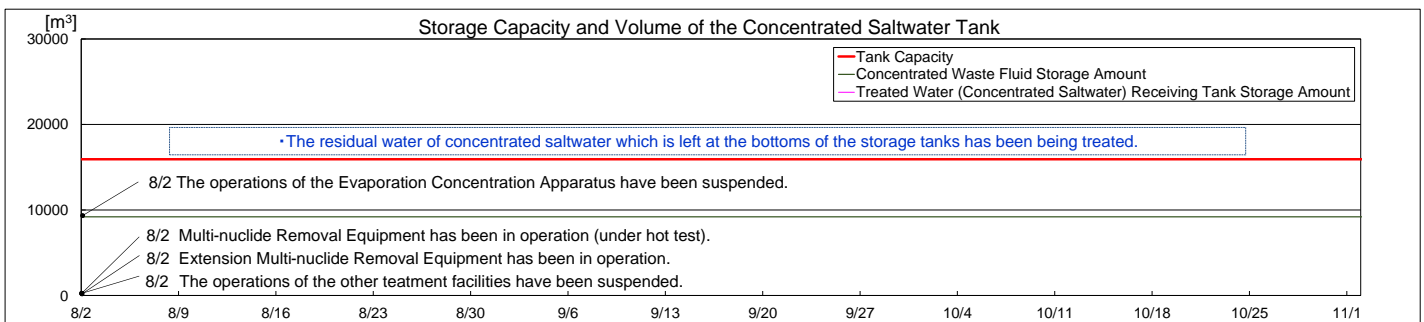 Storage Capacity and Volume of the Concentrated Saltwater Tank
[m³]
30000
Tank Capacity
Concentrated Waste Fluid Storage Amount
Treated Water (Concentrated Saltwater) Receiving Tank Storage Amount
20000
・The residual water of concentrated saltwater which is left at the bottoms of the storage tanks has been being treated.
8/2 The operations of the Evaporation Concentration Apparatus have been suspended.
10000
8/2 Multi-nuclide Removal Equipment has been in operation (under hot test).
8/2 Extension Multi-nuclide Removal Equipment has been in operation.
8/2 The operations of the other teatment facilities have been suspended.
0
8/2 8/9 8/16 8/23 8/30 9/6 9/13 9/20 9/27 10/4 10/11 10/18 10/25 11/1